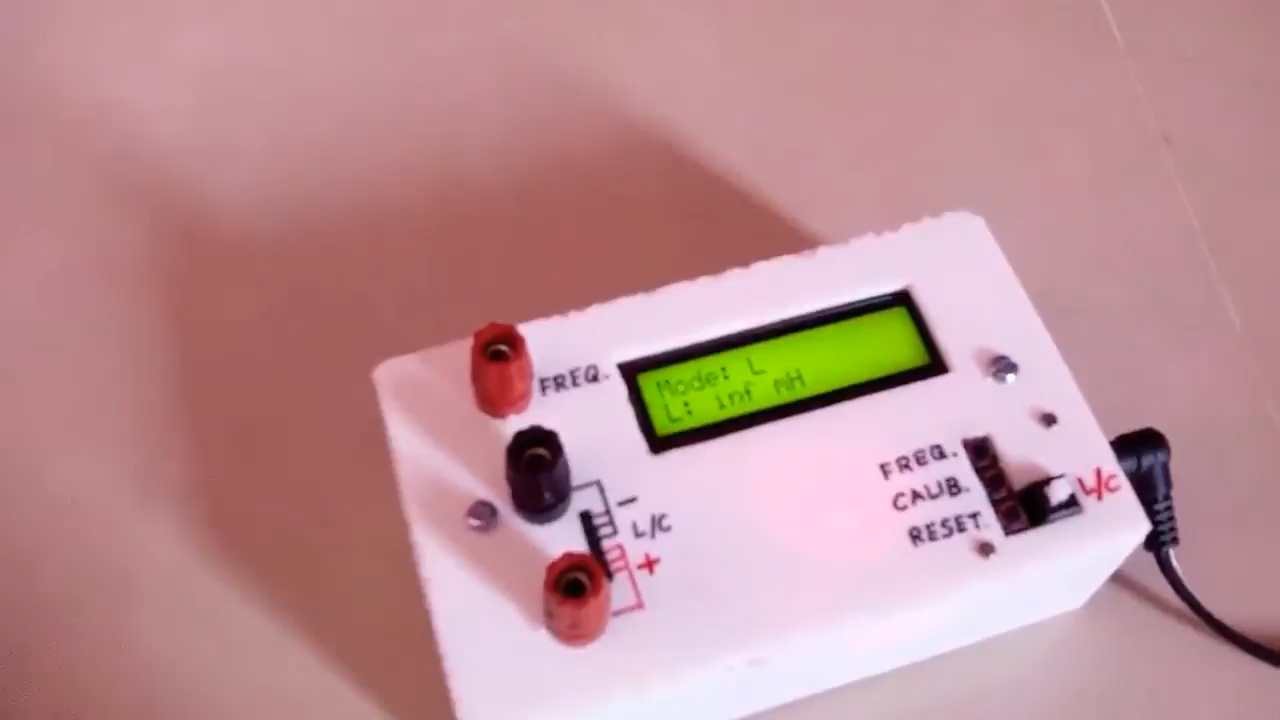 FREQ.
Mode: L
L: inf mH
- L/C
+
FREQ.
CALIB.
RESET.
L/C